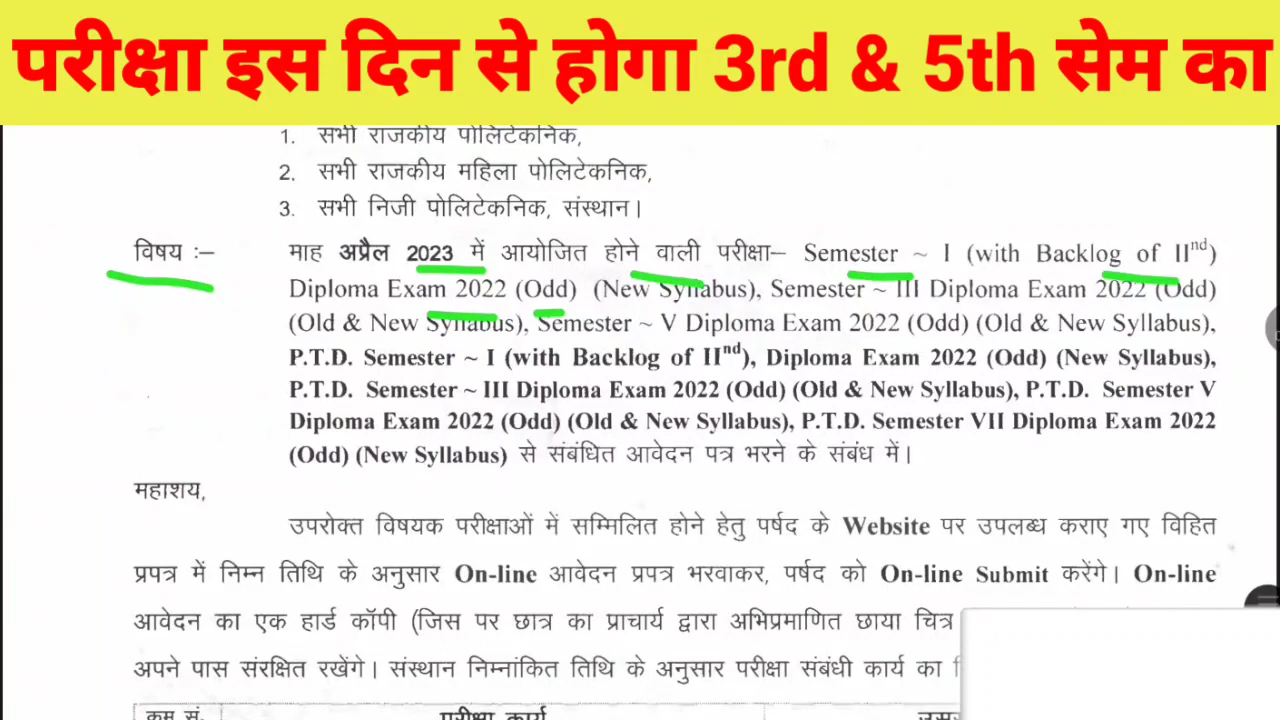 परीक्षा इस दिन से होगा 3rd & 5th सेम का
1. सभी राजकीय पोलिटेकनिक,
2. सभी राजकीय महिला पोलिटेकनिक,
3. सभी निजी पोलिटेकनिक, संस्थान।
विषय :– माह अप्रैल 2023 में आयोजित होने वाली परीक्षा– Semester ~ I (with Backlog of IInd)
Diploma Exam 2022 (Odd) (New Syllabus), Semester ~ III Diploma Exam 2022 (Odd)
(Old & New Syllabus), Semester ~ V Diploma Exam 2022 (Odd) (Old & New Syllabus),
P.T.D. Semester ~ I (with Backlog of IInd), Diploma Exam 2022 (Odd) (New Syllabus),
P.T.D. Semester ~ III Diploma Exam 2022 (Odd) (Old & New Syllabus), P.T.D. Semester V
Diploma Exam 2022 (Odd) (Old & New Syllabus), P.T.D. Semester VII Diploma Exam 2022
(Odd) (New Syllabus) से संबंधित आवेदन पत्र भरने के संबंध में।
महाशय,
उपरोक्त विषयक परीक्षाओं में सम्मिलित होने हेतु पर्षद के Website पर उपलब्ध कराए गए विहित
प्रपत्र में निम्न तिथि के अनुसार On-line आवेदन प्रपत्र भरवाकर, पर्षद को On-line Submit करेंगे। On-line
आवेदन का एक हार्ड कॉपी (जिस पर छात्र का प्राचार्य द्वारा अभिप्रमाणित छाया चित्र
अपने पास संरक्षित रखेंगे। संस्थान निम्नांकित तिथि के अनुसार परीक्षा संबंधी कार्य का
क्रम सं. परीक्षा कार्य